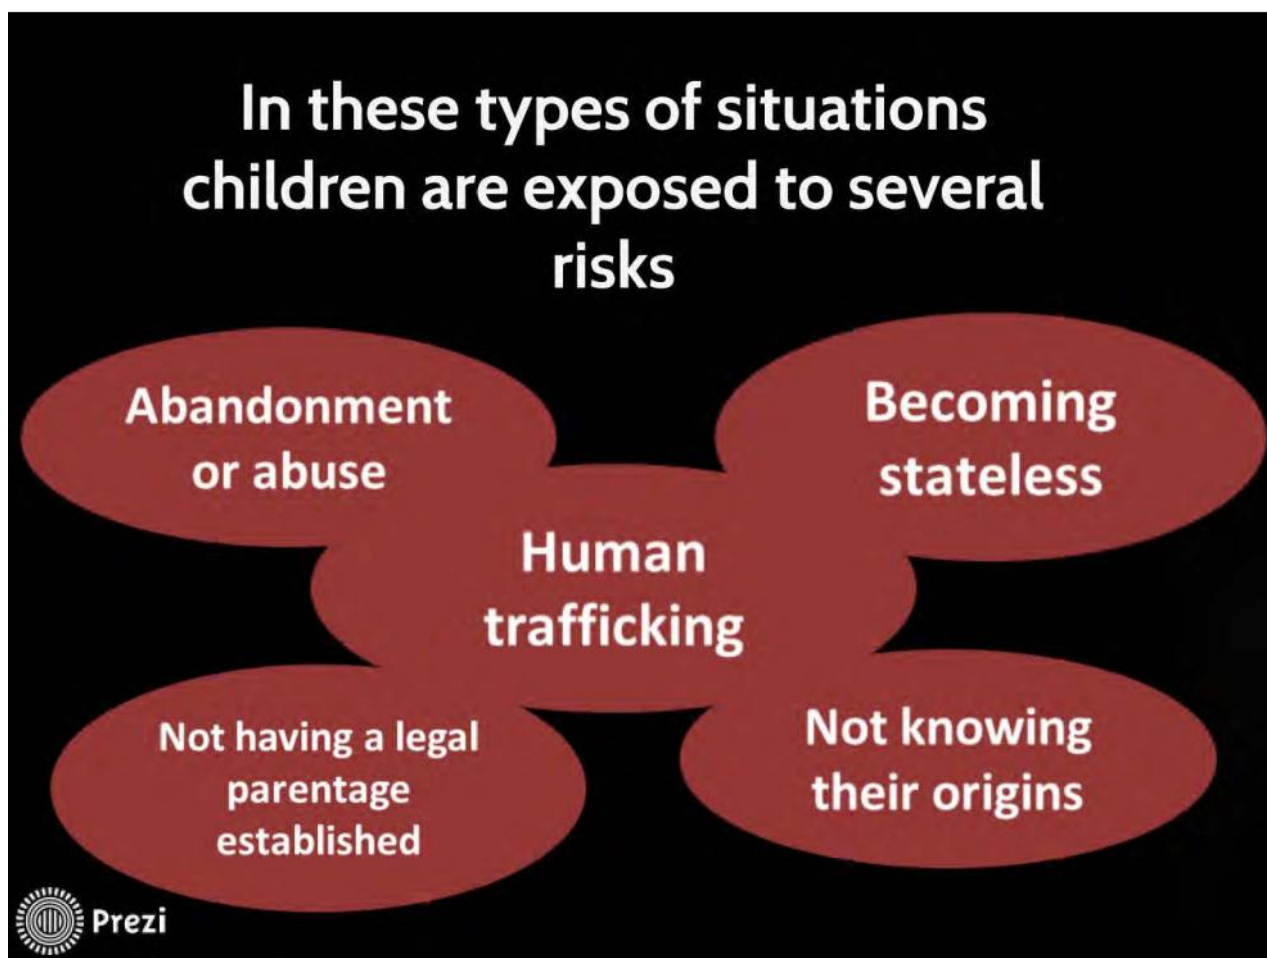 In these types of situations
children are exposed to several
risks
Abandonment
or abuse
Becoming
stateless
Human
trafficking
Not having a legal
parentage
established
Not knowing
their origins
Prezi